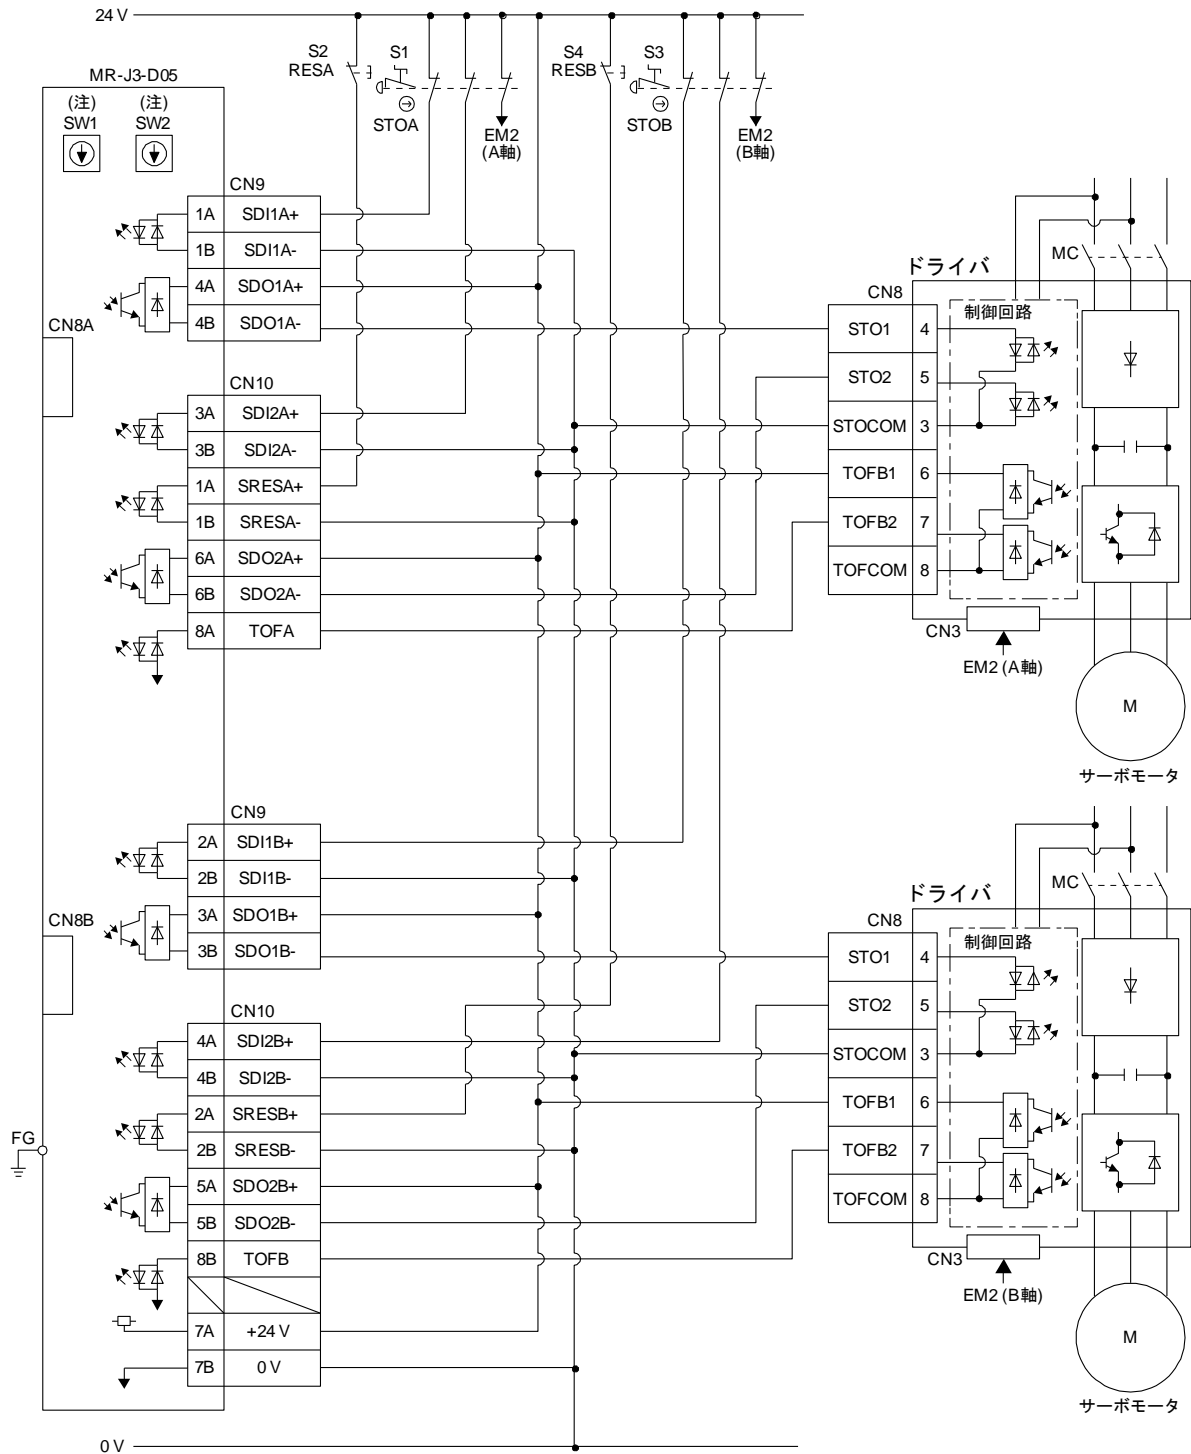 24 V
S2
RESA
S1
STOA
EM2
(A軸)
S4
RESB
S3
STOB
EM2
(B軸)
MR-J3-D05
(注)
SW1
(注)
SW2
CN8A
CN9
1A SDI1A+
1B SDI1A-
4A SDO1A+
4B SDO1A-
CN10
3A SDI2A+
3B SDI2A-
1A SRESA+
1B SRESA-
6A SDO2A+
6B SDO2A-
8A TOFA
MC
ドライバ
CN8
制御回路
STO1 4
STO2 5
STOCOM 3
TOFB1 6
TOFB2 7
TOFCOM 8
CN3
EM2 (A軸)
M
サーボモータ
CN8B
CN9
2A SDI1B+
2B SDI1B-
3A SDO1B+
3B SDO1B-
CN10
4A SDI2B+
4B SDI2B-
2A SRESB+
2B SRESB-
5A SDO2B+
5B SDO2B-
8B TOFB
7A +24 V
7B 0 V
FG
MC
ドライバ
CN8
制御回路
STO1 4
STO2 5
STOCOM 3
TOFB1 6
TOFB2 7
TOFCOM 8
CN3
EM2 (B軸)
M
サーボモータ
0 V